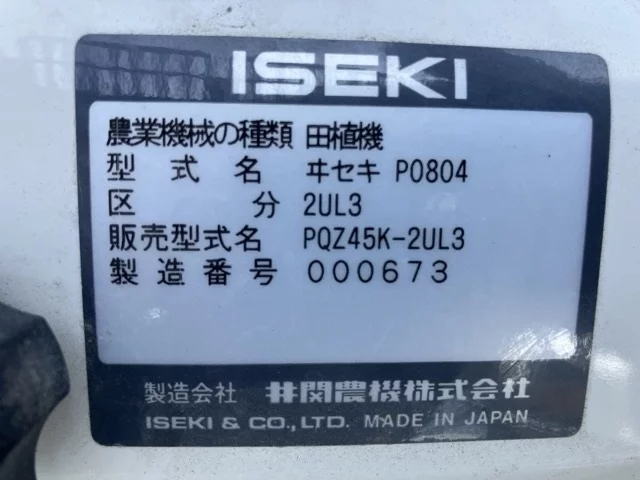 ISEKI
農業機械の種類 田植機
型式名 ヰセキ P0804
区分 2UL3
販売型式名 PQZ45K-2UL3
製造番号 000673
製造会社 井関農機株式会社
ISEKI & CO., LTD. MADE IN JAPAN